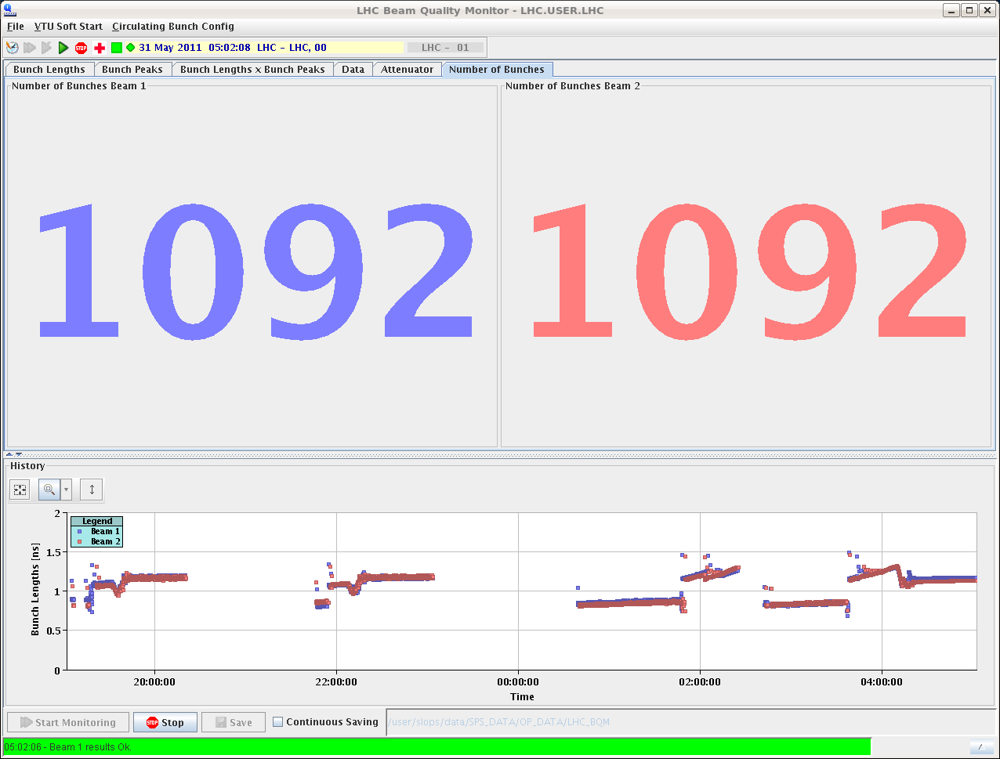 LHC Beam Quality Monitor - LHC.USER.LHC
File VTU Soft Start Circulating Bunch Config
STOP 31 May 2011 05:02:08 LHC - LHC, 00 LHC - 01
Bunch Lengths Bunch Peaks Bunch Lengths x Bunch Peaks Data Attenuator Number of Bunches
Number of Bunches Beam 1 Number of Bunches Beam 2
1092 1092
History
Legend
Beam 1
Beam 2
2
1.5
1
0.5
0
Bunch Lengths [ns]
20:00:00 22:00:00 00:00:00 02:00:00 04:00:00
Time
Start Monitoring STOP Stop Save Continuous Saving /user/slops/data/SPS_DATA/OP_DATA/LHC_BQM
05:02:06 - Beam 1 results Ok.